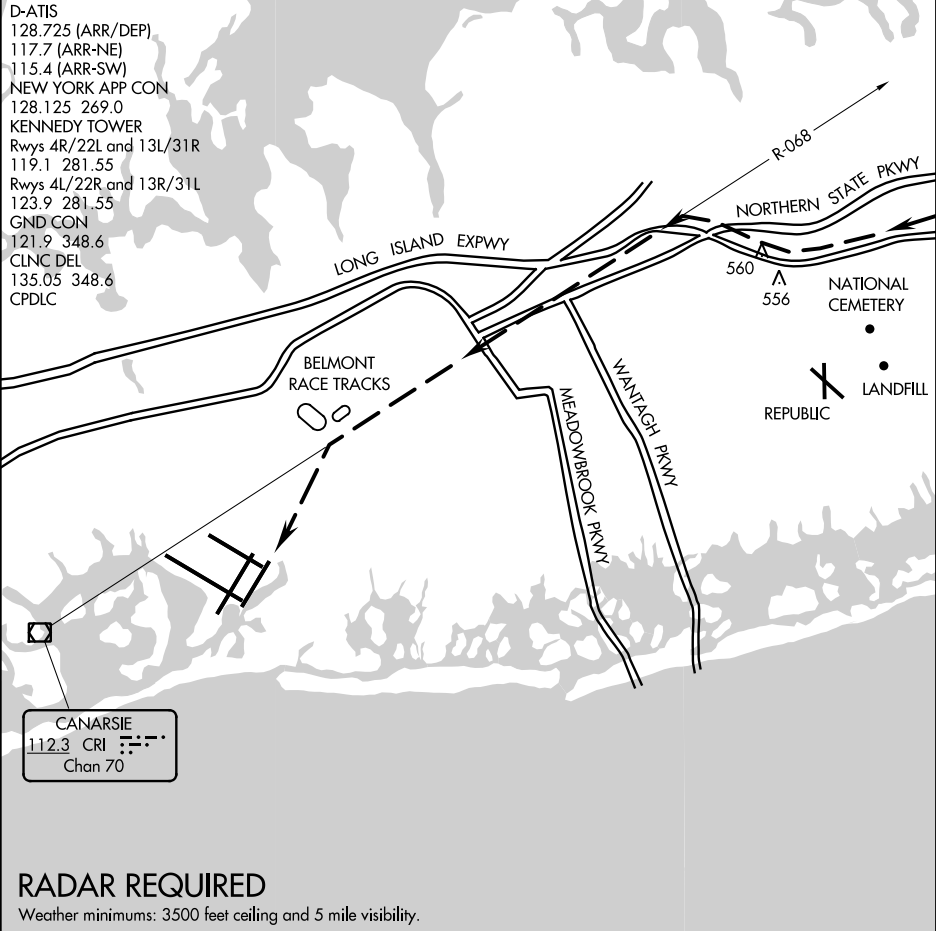 D-ATIS
128.725 (ARR/DEP)
117.7 (ARR-NE)
115.4 (ARR-SW)
NEW YORK APP CON
128.125 269.0
KENNEDY TOWER
Rwys 4R/22L and 13L/31R
119.1 281.55
Rwys 4L/22R and 13R/31L
123.9 281.55
GND CON
121.9 348.6
CLNC DEL
135.05 348.6
CPDLC
R-068
NORTHERN STATE PKWY
LONG ISLAND EXPWY
560
556
NATIONAL
CEMETERY
LANDFILL
REPUBLIC
BELMONT
RACE TRACKS
WANTAGH PKWY
MEADOWBROOK PKWY
CANARSIE
112.3 CRI
Chan 70
RADAR REQUIRED
Weather minimums: 3500 feet ceiling and 5 mile visibility.